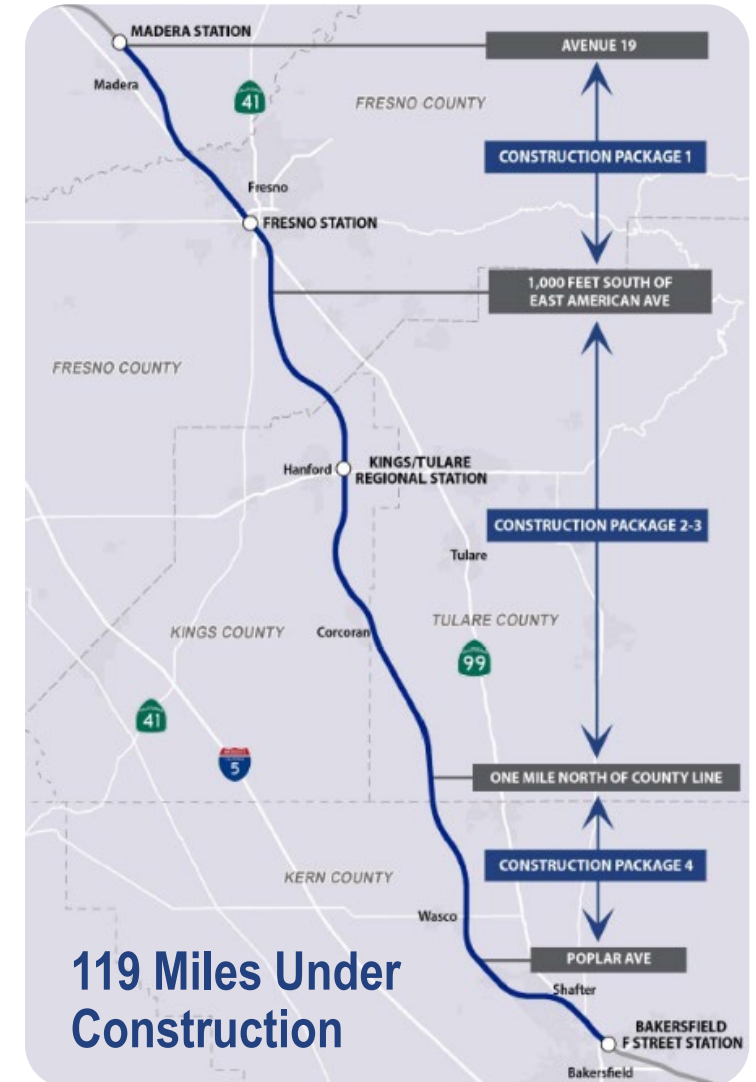 MADERA STATION
AVENUE 19
Madera
41
FRESNO COUNTY
CONSTRUCTION PACKAGE 1
Fresno
FRESNO STATION
1,000 FEET SOUTH OF
EAST AMERICAN AVE
FRESNO COUNTY
Hanford
KINGS/TULARE
REGIONAL STATION
CONSTRUCTION PACKAGE 2-3
Tulare
KINGS COUNTY
Corcoran
TULARE COUNTY
99
41
5
ONE MILE NORTH OF COUNTY LINE
CONSTRUCTION PACKAGE 4
KERN COUNTY
Wasco
POPLAR AVE
119 Miles Under
Construction
Shafter
BAKERSFIELD
F STREET STATION
Bakersfield